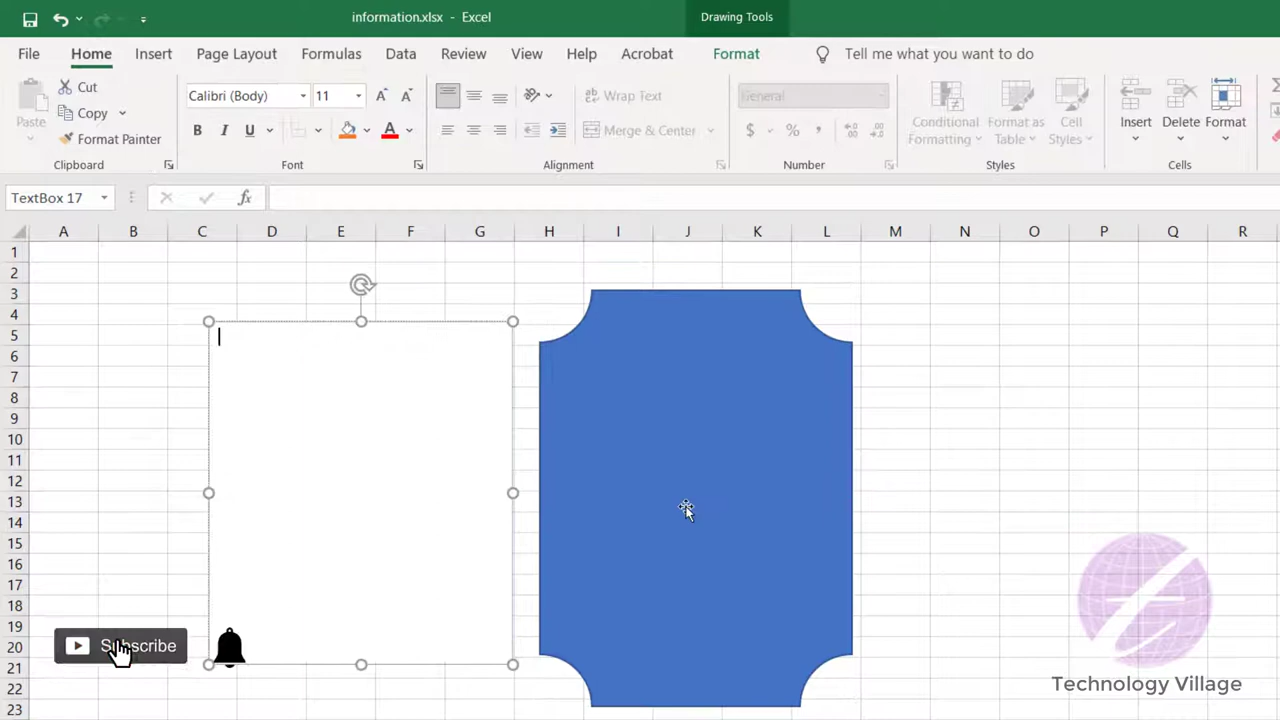 information.xlsx - Excel
Drawing Tools
File Home Insert Page Layout Formulas Data Review View Help Acrobat Format Tell me what you want to do
Paste
Cut
Copy
Format Painter
Clipboard
Calibri (Body) 11
A A
B I U A
Font
ab Wrap Text
Merge & Center
Alignment
General
$ % ,
Number
Conditional Formatting
Format as Table
Cell Styles
Styles
Insert Delete Format
Cells
TextBox 17 fx
A B C D E F G H I J K L M N O P Q R
1
2
3
4
5
6
7
8
9
10
11
12
13
14
15
16
17
18
19
20
21
22
23
Subscribe
Technology Village